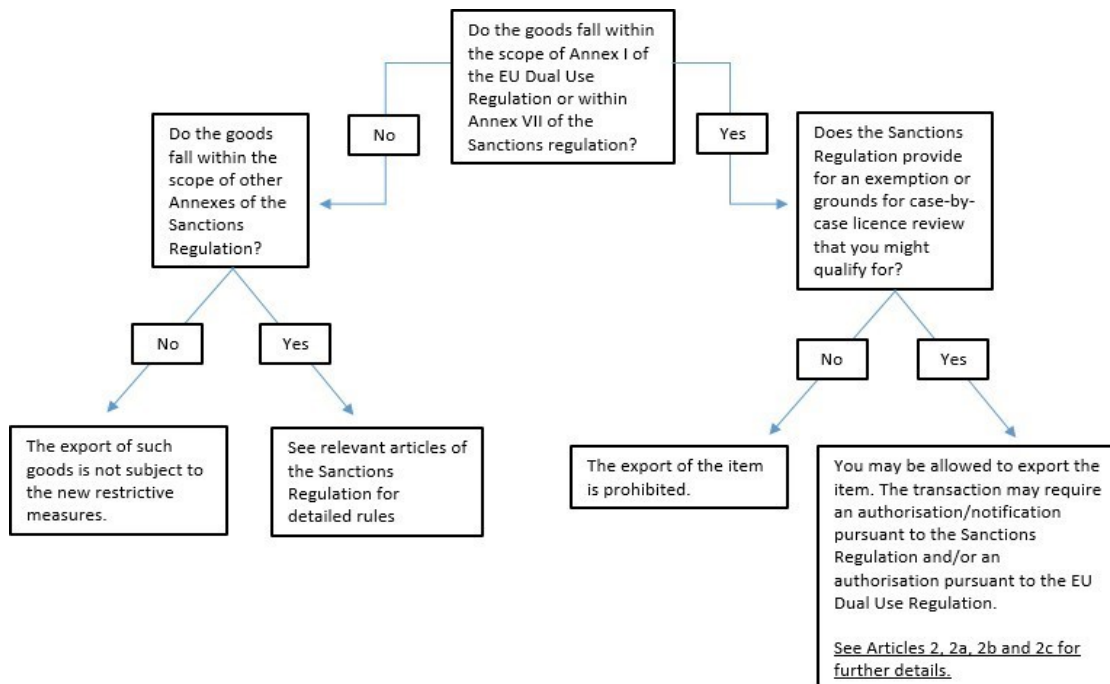 Do the goods fall within
the scope of Annex I of
the EU Dual Use
Regulation or within
Annex VII of the
Sanctions regulation?
No
Yes
Do the goods
fall within the
scope of other
Annexes of the
Sanctions
Regulation?
Does the Sanctions
Regulation provide
for an exemption or
grounds for case-by-
case licence review
that you might
qualify for?
No
Yes
No
Yes
The export of such
goods is not subject to
the new restrictive
measures.
See relevant articles of
the Sanctions
Regulation for
detailed rules
The export of the item
is prohibited.
You may be allowed to export the
item. The transaction may require
an authorisation/notification
pursuant to the Sanctions
Regulation and/or an
authorisation pursuant to the EU
Dual Use Regulation.
See Articles 2, 2a, 2b and 2c for
further details.